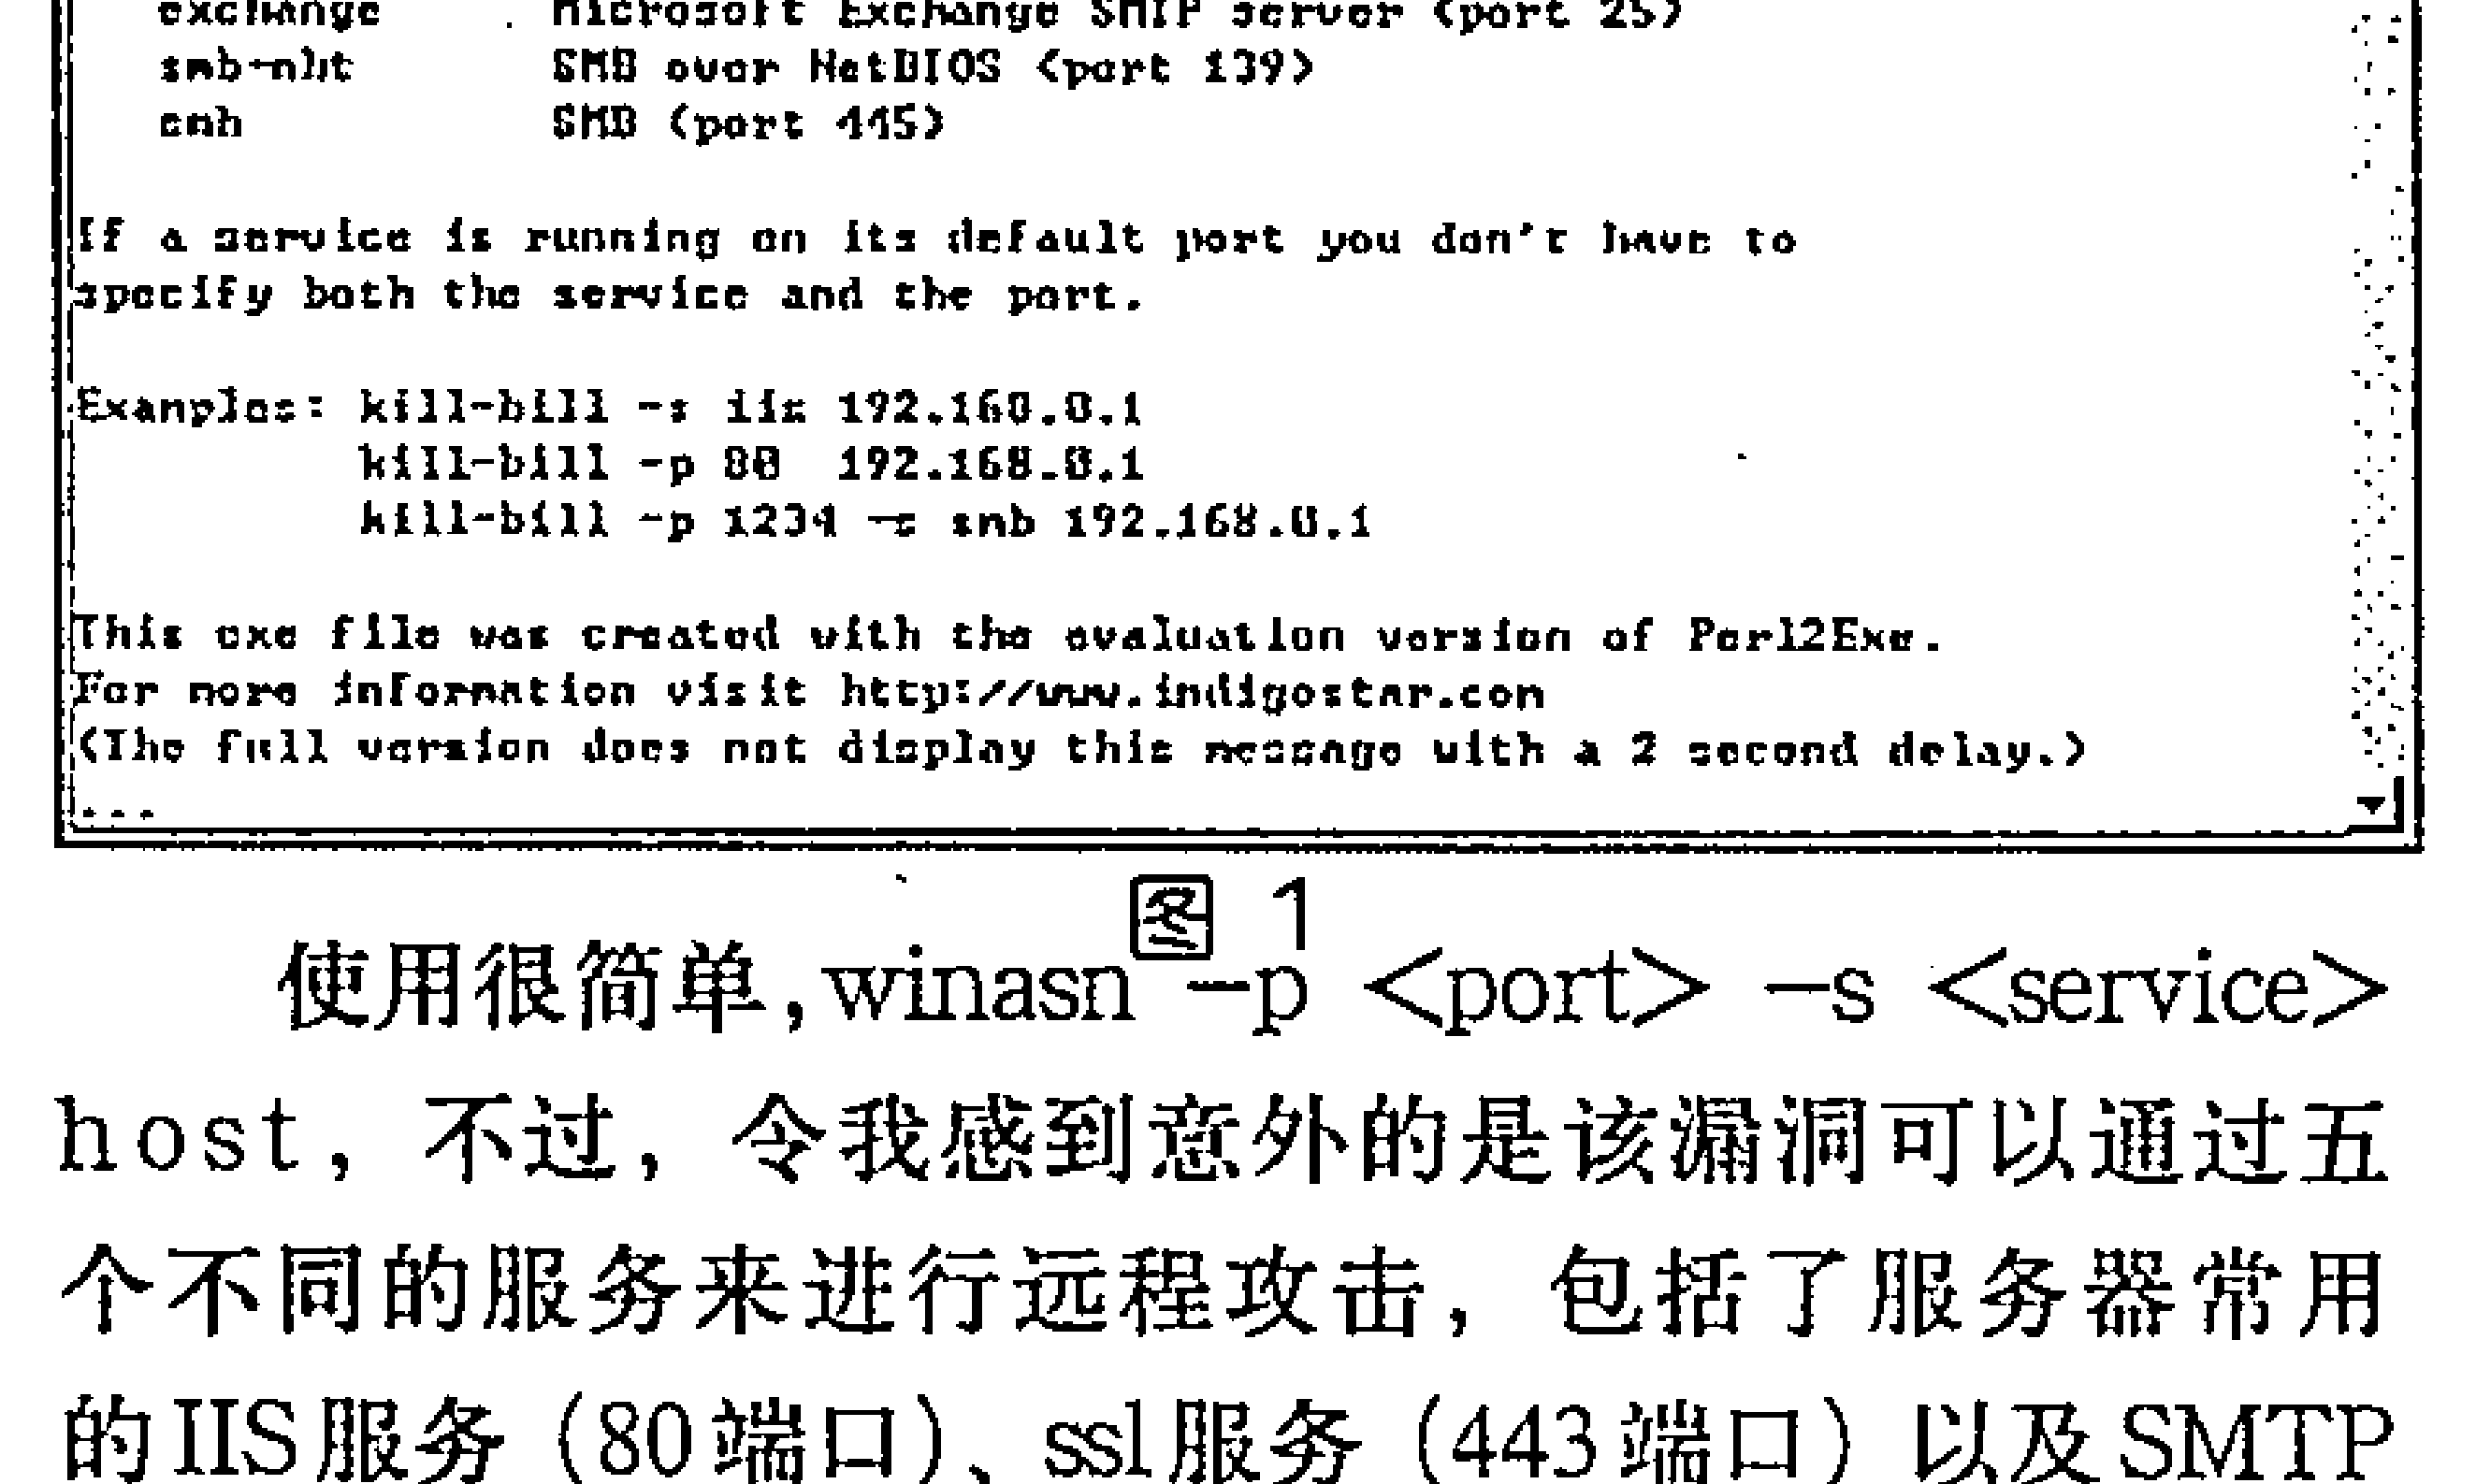 exchange Microsoft Exchange SMTP server (port 25)
smb-nbt SMB over NetBIOS (port 139)
smb SMB (port 445)
If a service is running on its default port you don't have to
specify both the service and the port.
Examples: kill-bill -s iis 192.168.0.1
kill-bill -p 80 192.168.0.1
kill-bill -p 1234 -s smb 192.168.0.1
This exe file was created with the evaluation version of Perl2Exe.
For more information visit http://www.indigostar.com
(The full version does not display this message with a 2 second delay.)
...
图 1
使用很简单,winasn -p <port> -s <service>
host, 不过, 令我感到意外的是该漏洞可以通过五
个不同的服务来进行远程攻击, 包括了服务器常用
的IIS服务 (80端口)、ssl服务 (443端口) 以及SMTP